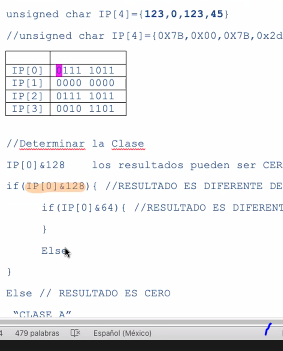 unsigned char IP[4]={123,0,123,45}
//unsigned char IP[4]={0X7B,0X00,0X7B,0x2d
IP[0] 0111 1011
IP[1] 0000 0000
IP[2] 0111 1011
IP[3] 0010 1101
//Determinar la Clase
IP[0]&128 los resultados pueden ser CER
if(IP[0]&128){ //RESULTADO ES DIFERENTE DE
if(IP[0]&64){ //RESULTADO ES DIFERENT
}
Else
}
Else // RESULTADO ES CERO
"CLASE A"
4 479 palabras Español (México)